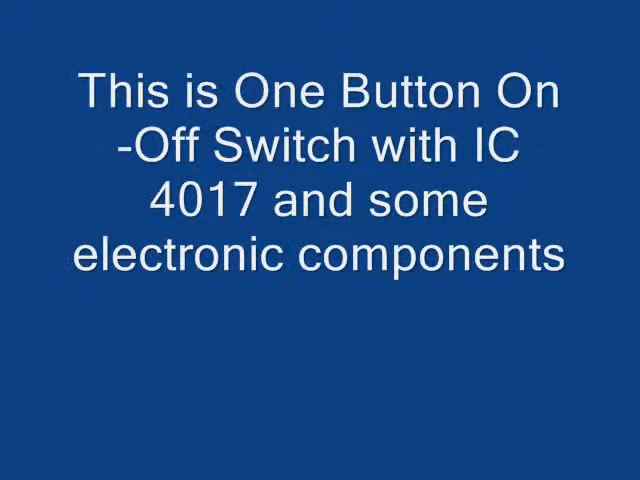 This is One Button On
-Off Switch with IC
4017 and some
electronic components